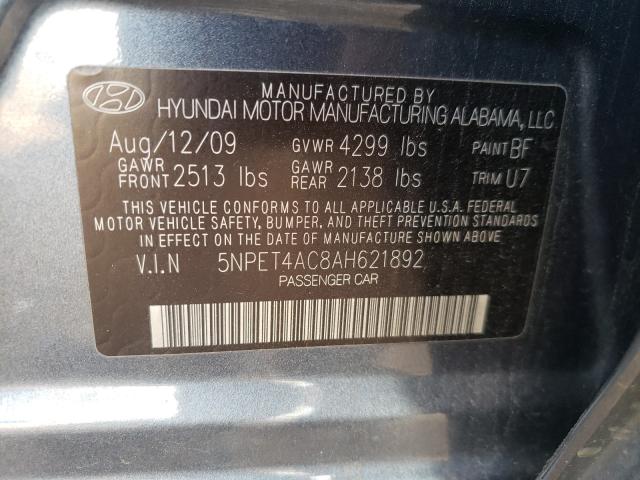 MANUFACTURED BY
HYUNDAI MOTOR MANUFACTURING ALABAMA, LLC
Aug/12/09 GVWR 4299 lbs PAINT BF
GAWR FRONT 2513 lbs GAWR REAR 2138 lbs TRIM U7
THIS VEHICLE CONFORMS TO ALL APPLICABLE U.S.A. FEDERAL
MOTOR VEHICLE SAFETY, BUMPER, AND THEFT PREVENTION STANDARDS
IN EFFECT ON THE DATE OF MANUFACTURE SHOWN ABOVE
V.I.N 5NPET4AC8AH621892
PASSENGER CAR